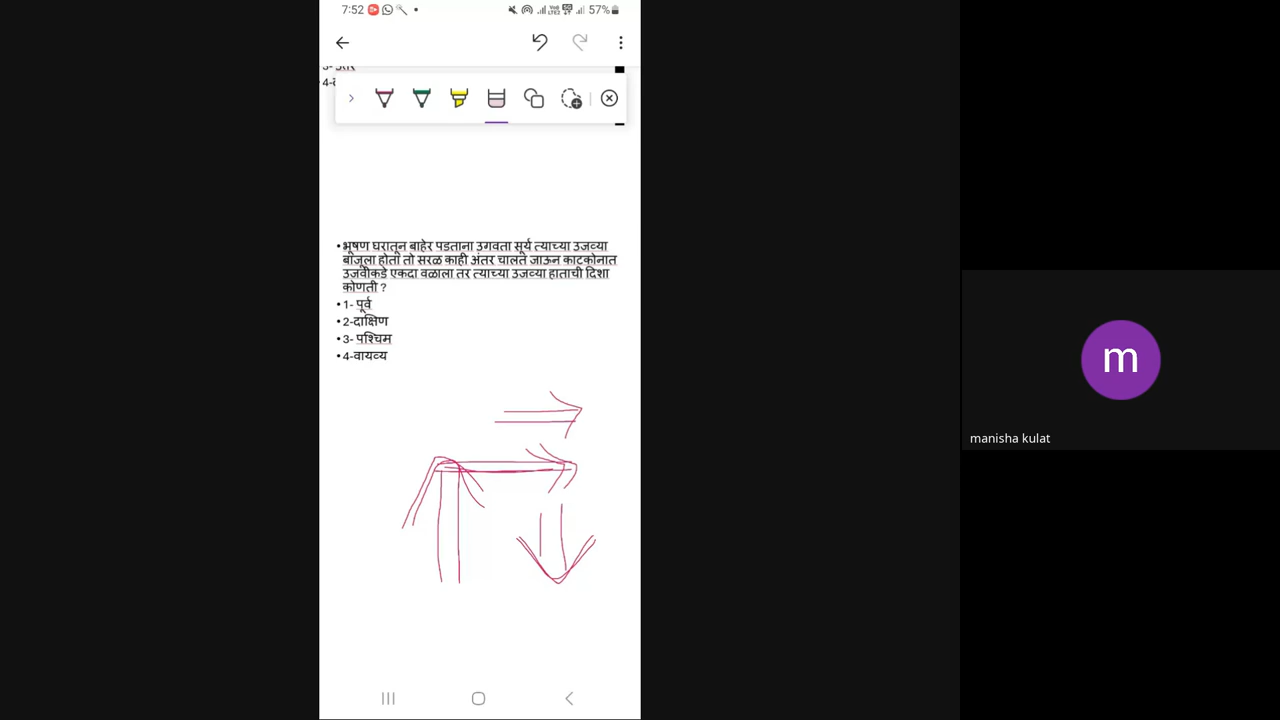 7:52
57%
• भूषण घरातून बाहेर पडताना उगवता सूर्य त्याच्या उजव्या
बाजूला होता तो सरळ काही अंतर चालत जाऊन काटकोनात
उजवीकडे एकदा वळाला तर त्याच्या उजव्या हाताची दिशा
कोणती ?
• 1- पूर्व
• 2-दाक्षिण
• 3- पश्चिम
• 4-वायव्य
m
manisha kulat